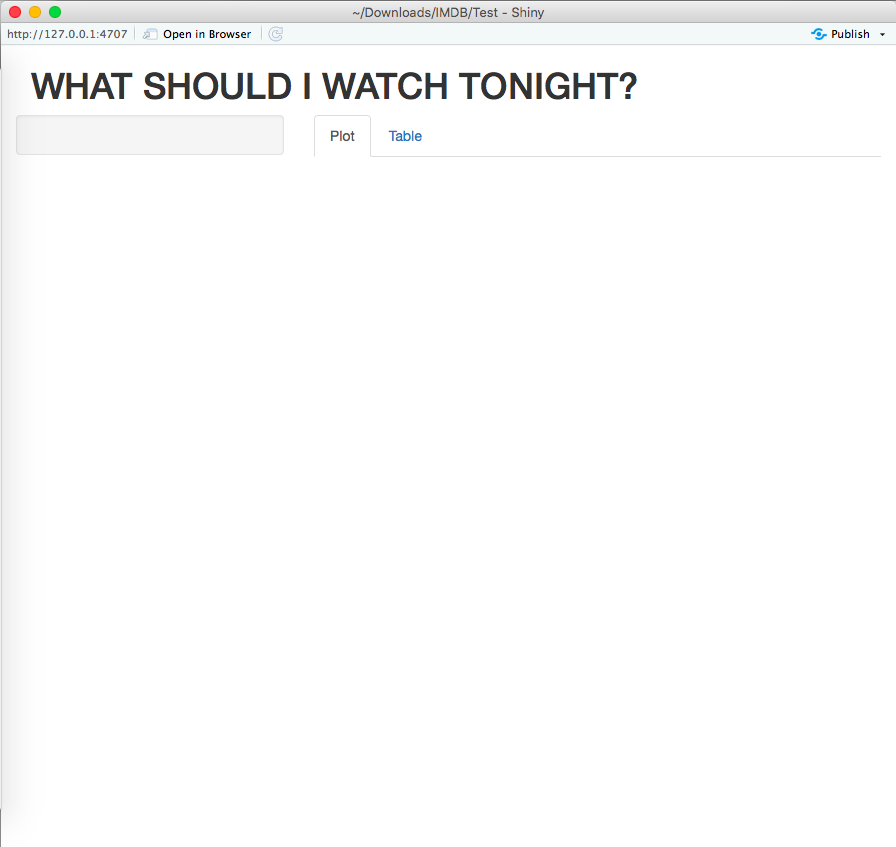 ~/Downloads/IMDB/Test - Shiny
http://127.0.0.1:4707 Open in Browser Publish
WHAT SHOULD I WATCH TONIGHT?
Plot Table